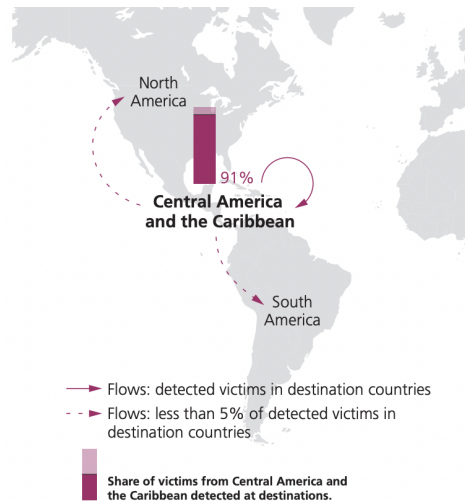 North
America
91%
Central America
and the Caribbean
South
America
Flows: detected victims in destination countries
Flows: less than 5% of detected victims in
destination countries
Share of victims from Central America and
the Caribbean detected at destinations.